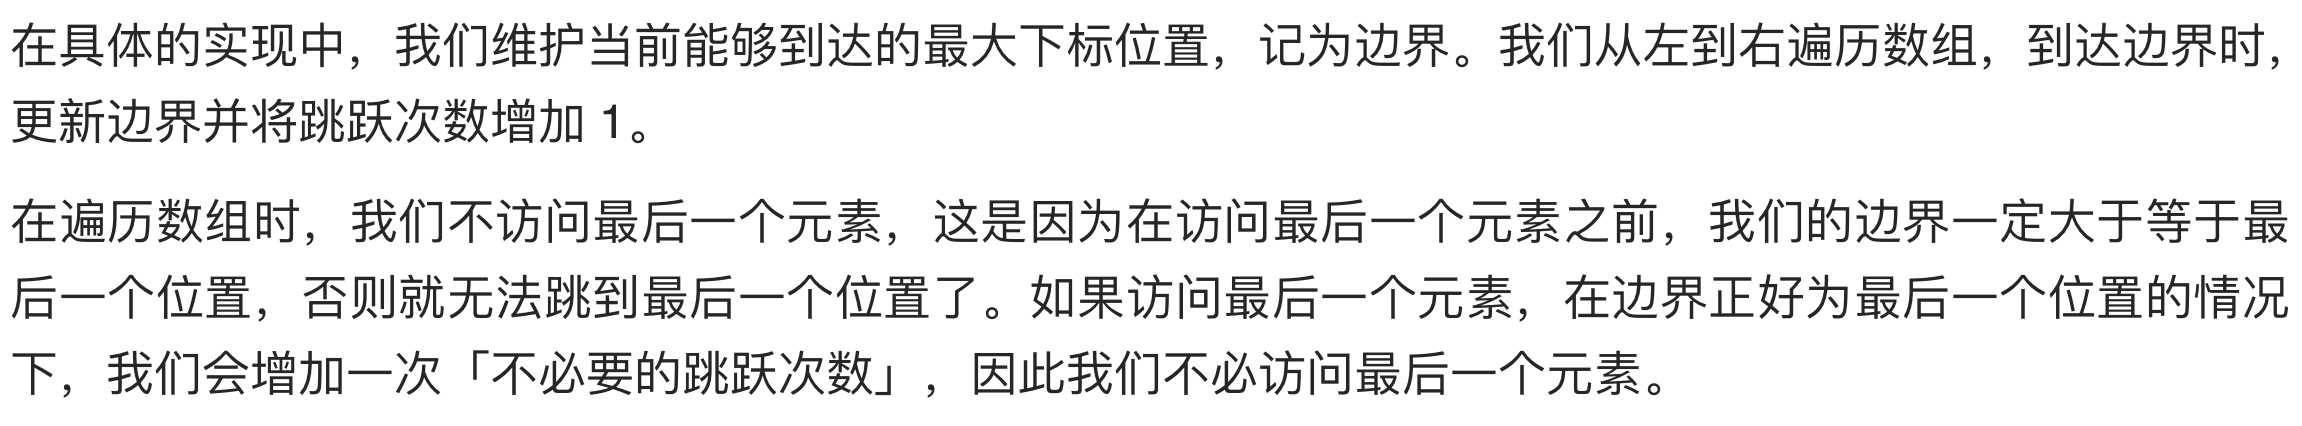 在具体的实现中，我们维护当前能够到达的最大下标位置，记为边界。我们从左到右遍历数组，到达边界时，
更新边界并将跳跃次数增加 1。
在遍历数组时，我们不访问最后一个元素，这是因为在访问最后一个元素之前，我们的边界一定大于等于最
后一个位置，否则就无法跳到最后一个位置了。如果访问最后一个元素，在边界正好为最后一个位置的情况
下，我们会增加一次「不必要的跳跃次数」，因此我们不必访问最后一个元素。